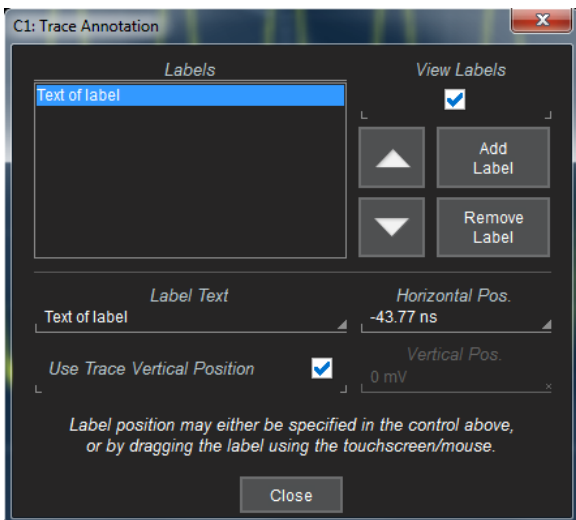 C1: Trace Annotation
Labels
View Labels
Text of label
Add
Label
Remove
Label
Label Text
Horizontal Pos.
Text of label
-43.77 ns
Use Trace Vertical Position
Vertical Pos.
0 mV
Label position may either be specified in the control above,
or by dragging the label using the touchscreen/mouse.
Close